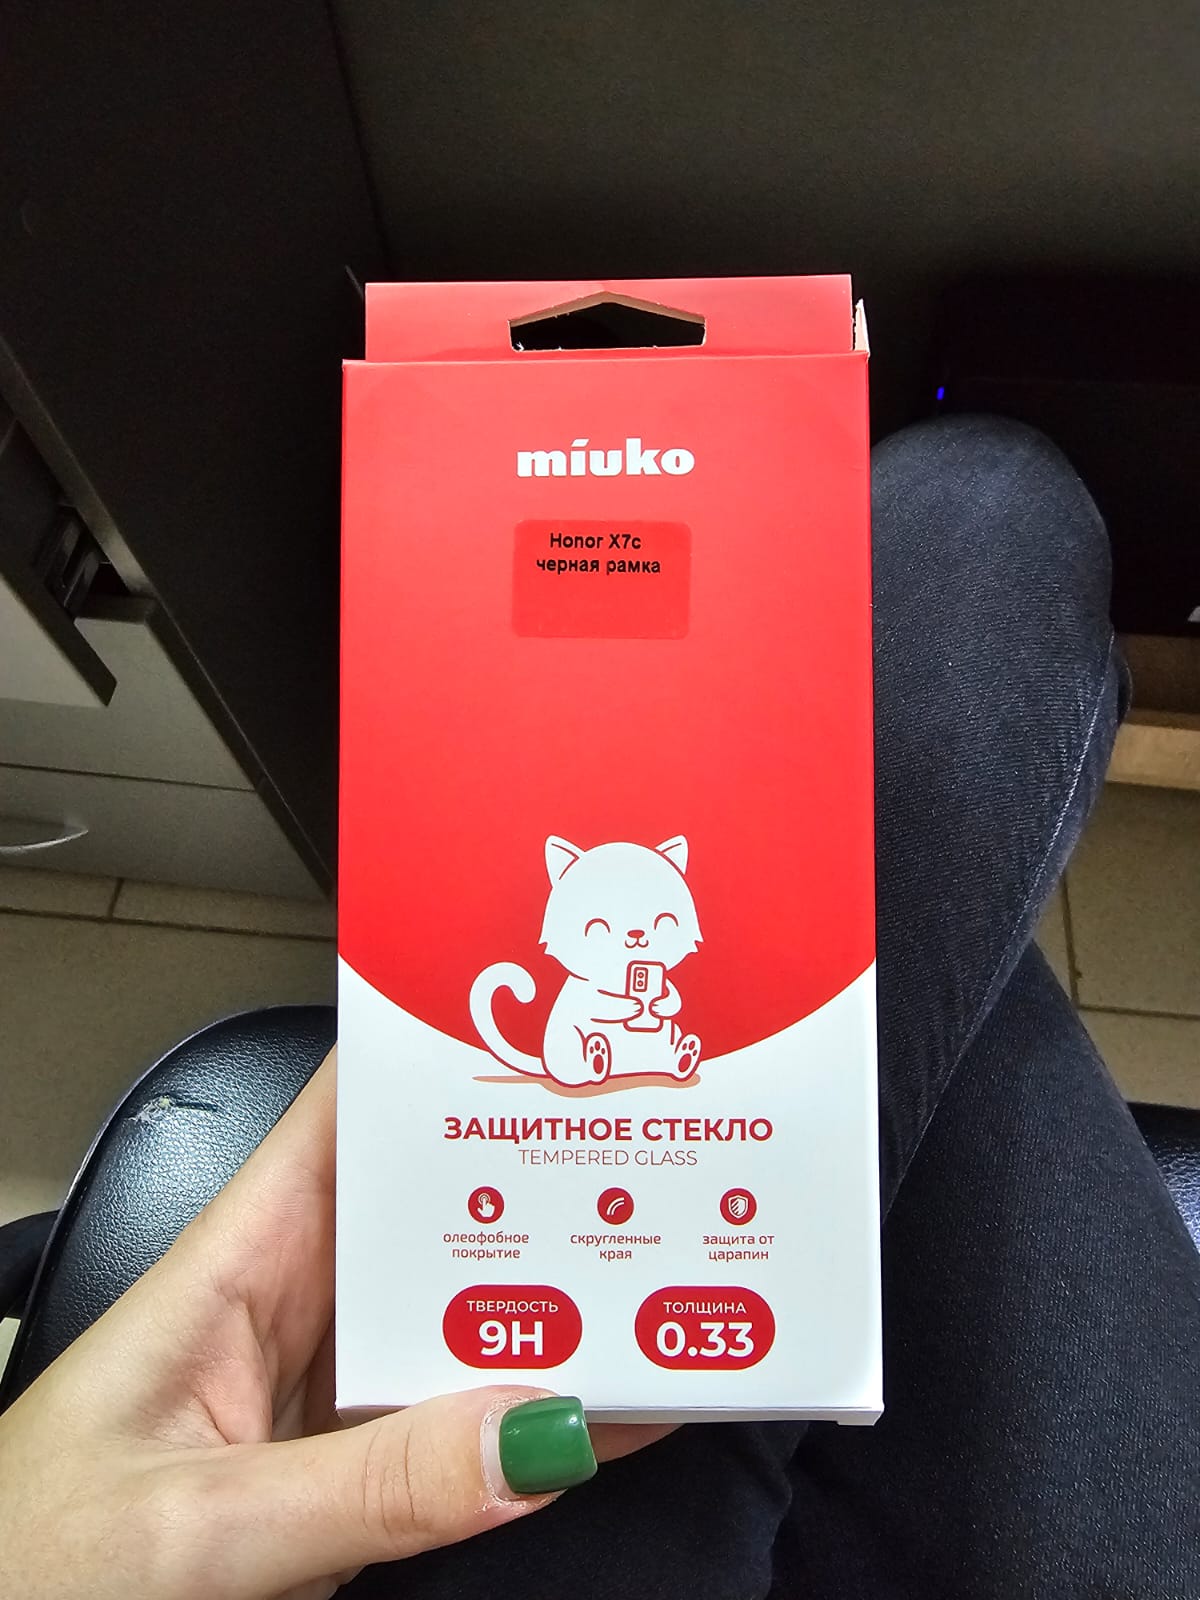 míuko
Honor X7c
черная рамка
ЗАЩИТНОЕ СТЕКЛО
TEMPERED GLASS
олеофобное
покрытие
скругленные
края
защита от
царапин
ТВЕРДОСТЬ
9H
ТОЛЩИНА
0.33